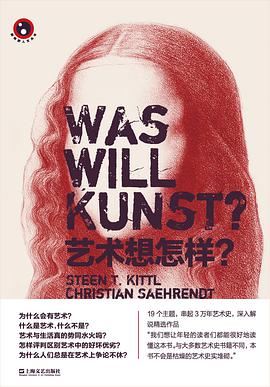 WAS
WILL
KUNST?
艺术想怎样?
STEEN T. KITTL
CHRISTIAN SAEHRENDT
为什么会有艺术?
什么是艺术,什么不是?
艺术与生活真的势同水火吗?
怎样评判区别艺术中的好坏优劣?
为什么人们总是在艺术上争论不休?
19个主题,串起3万年艺术史,深入解
说精选作品
“我们想让年轻的读者们都能很好地读
懂这本书,与大多数艺术史书籍不同,本
书不会是枯燥的艺术史实堆砌。”
上海文艺出版社